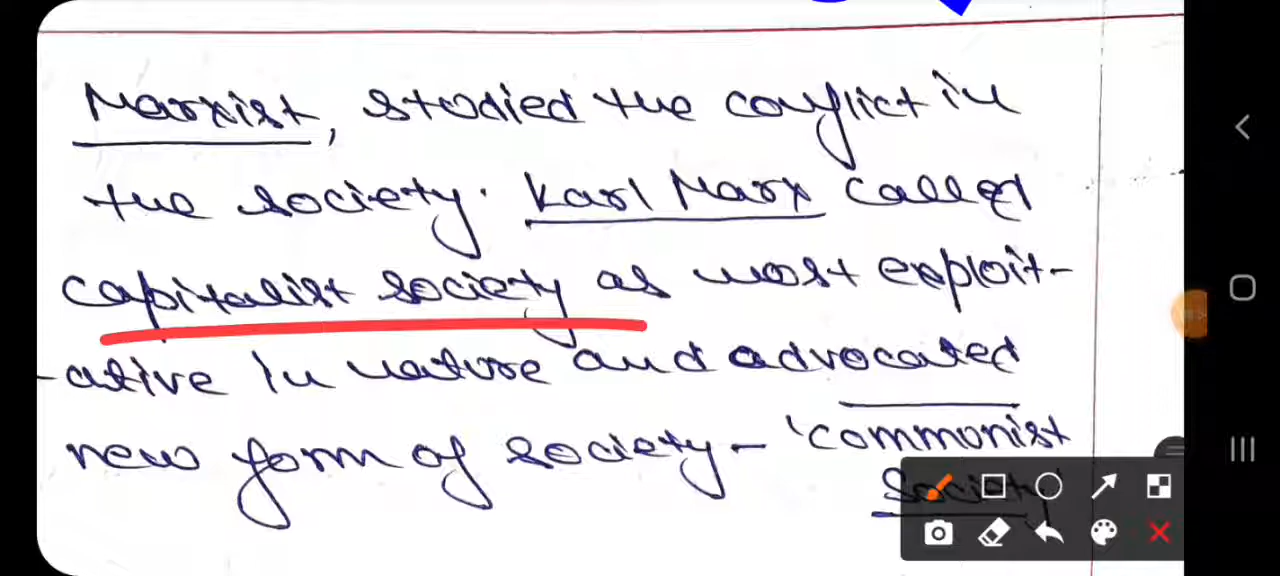 Marxist, studied the conflict in
the society. Karl Marx called
capitalist society as most exploit-
-ative in nature and advocated
new form of society - 'communist
society